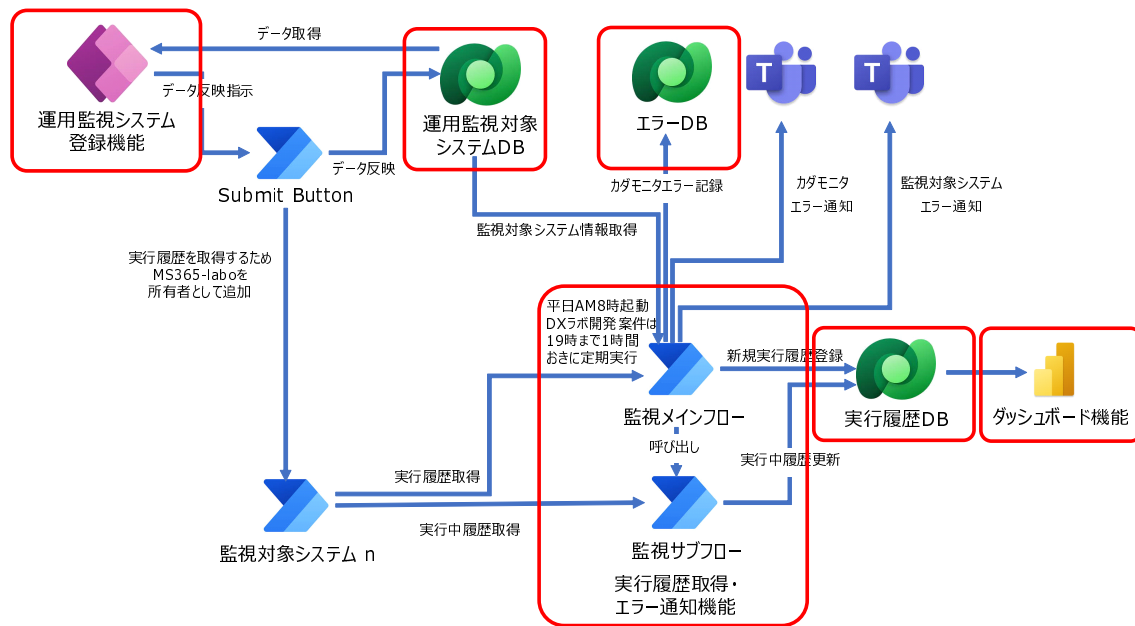 データ取得
データ反映指示
運用監視システム
登録機能
運用監視対象
システムDB
エラーDB
T
T
Submit Button
データ反映
カダモニタエラー記録
カダモニタ
エラー通知
監視対象システム
エラー通知
監視対象システム情報取得
実行履歴を取得するため
MS365-laboを
所有者として追加
平日AM8時起動
DXラボ開発案件は
19時まで1時間
おきに定期実行
新規実行履歴登録
監視メインフロー
実行履歴DB
ダッシュボード機能
呼び出し
実行中履歴更新
実行履歴取得
実行中履歴取得
監視対象システム n
監視サブフロー
実行履歴取得・
エラー通知機能